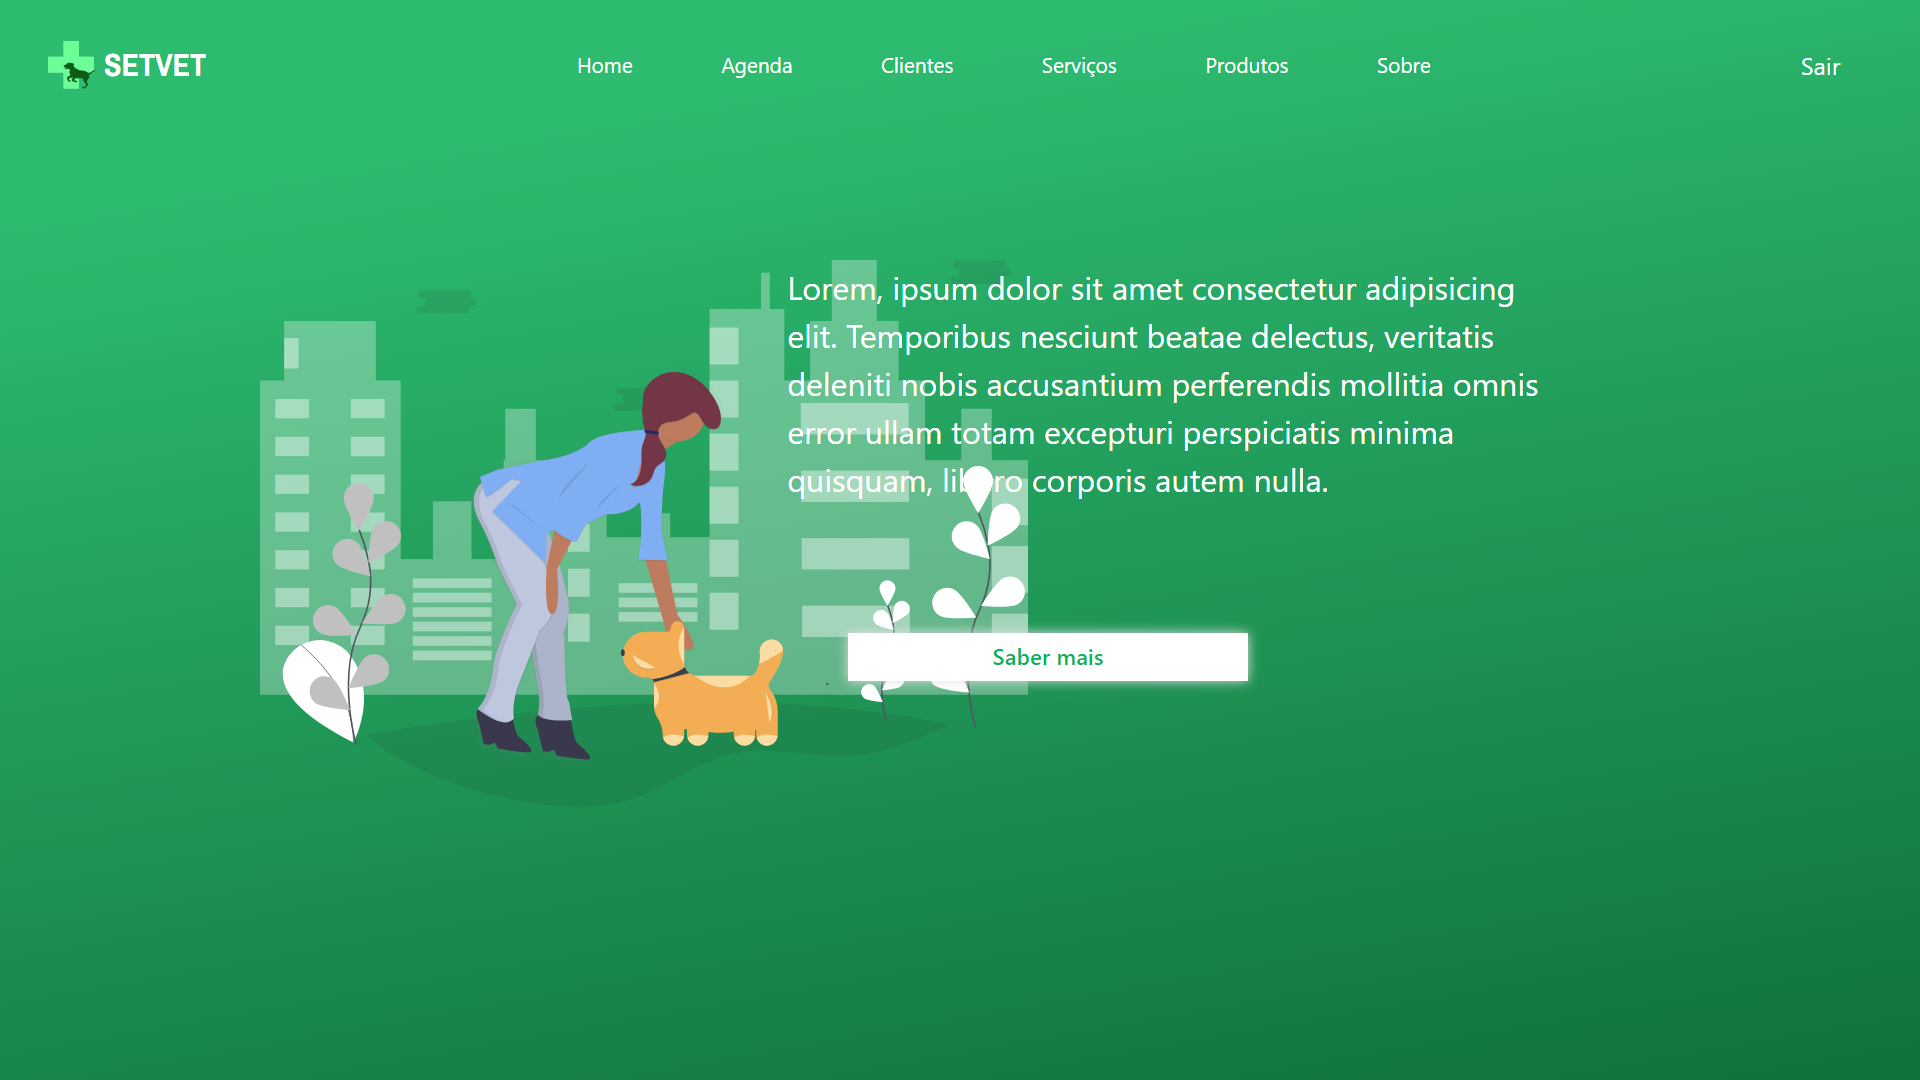 SETVET
Home
Agenda
Clientes
Serviços
Produtos
Sobre
Sair
Lorem, ipsum dolor sit amet consectetur adipisicing
elit. Temporibus nesciunt beatae delectus, veritatis
deleniti nobis accusantium perferendis mollitia omnis
error ullam totam excepturi perspiciatis minima
quisquam, libero corporis autem nulla.
Saber mais